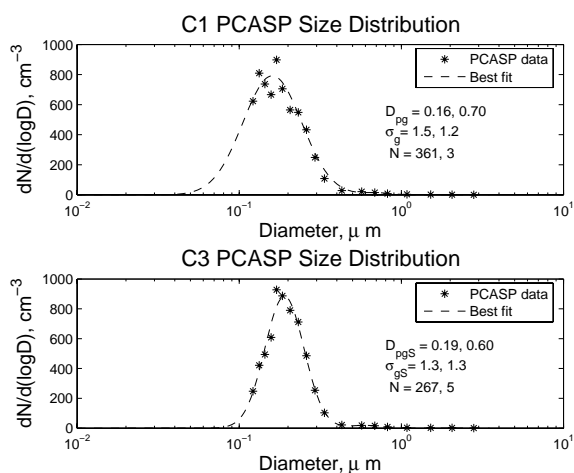 C1 PCASP Size Distribution
1000
800
600
400
200
0
dN/d(logD), cm⁻³
* PCASP data
Best fit
D_pg = 0.16, 0.70
σ_g = 1.5, 1.2
N = 361, 3
10⁻² 10⁻¹ 10⁰ 10¹
Diameter, μ m
C3 PCASP Size Distribution
1000
800
600
400
200
0
dN/d(logD), cm⁻³
* PCASP data
Best fit
D_pgS = 0.19, 0.60
σ_gS = 1.3, 1.3
N = 267, 5
10⁻² 10⁻¹ 10⁰ 10¹
Diameter, μ m